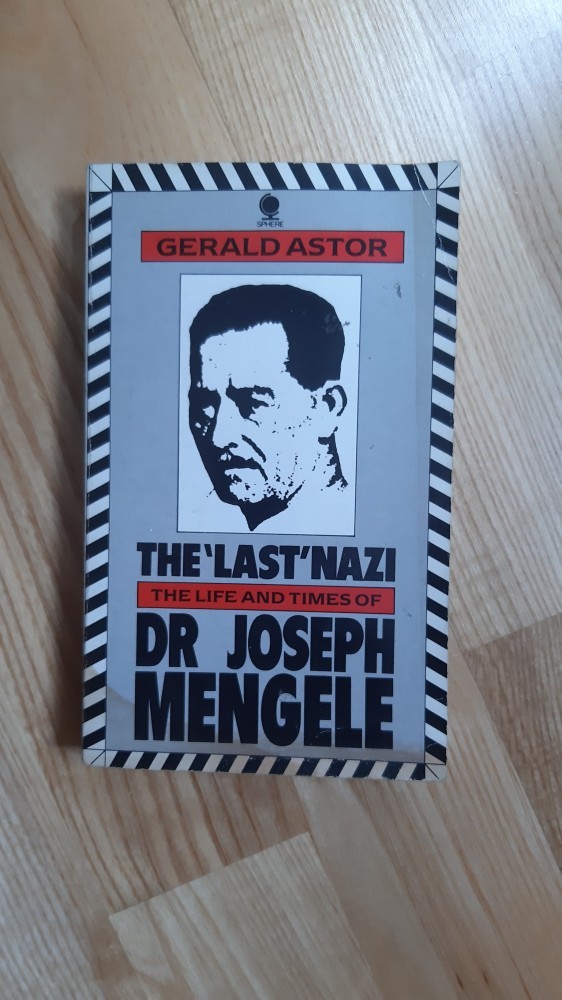 SPHERE
GERALD ASTOR
THE 'LAST' NAZI
THE LIFE AND TIMES OF
DR JOSEPH
MENGELE